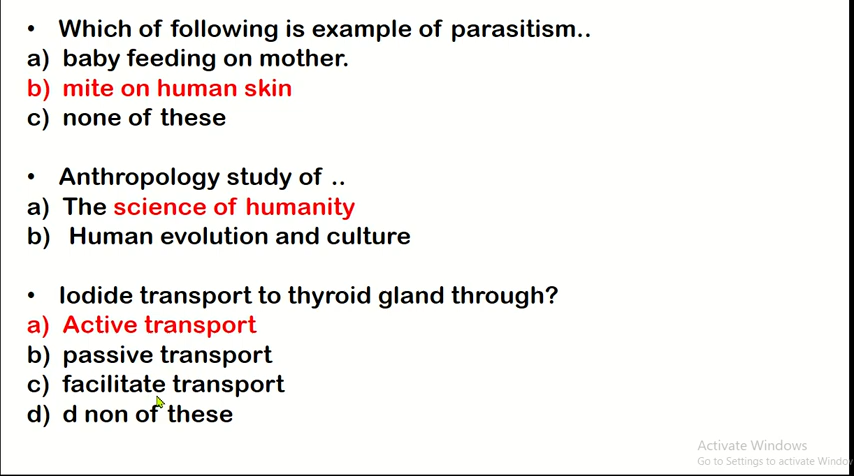 • Which of following is example of parasitism..
a) baby feeding on mother.
b) mite on human skin
c) none of these
• Anthropology study of ..
a) The science of humanity
b) Human evolution and culture
• Iodide transport to thyroid gland through?
a) Active transport
b) passive transport
c) facilitate transport
d) d non of these
Activate Windows
Go to Settings to activate Window